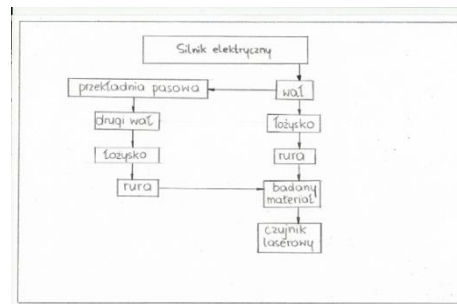 Silnik elektryczny
przekładnia pasowa
wał
drugi wał
łożysko
łożysko
rura
rura
badany
materiał
czujnik
laserowy